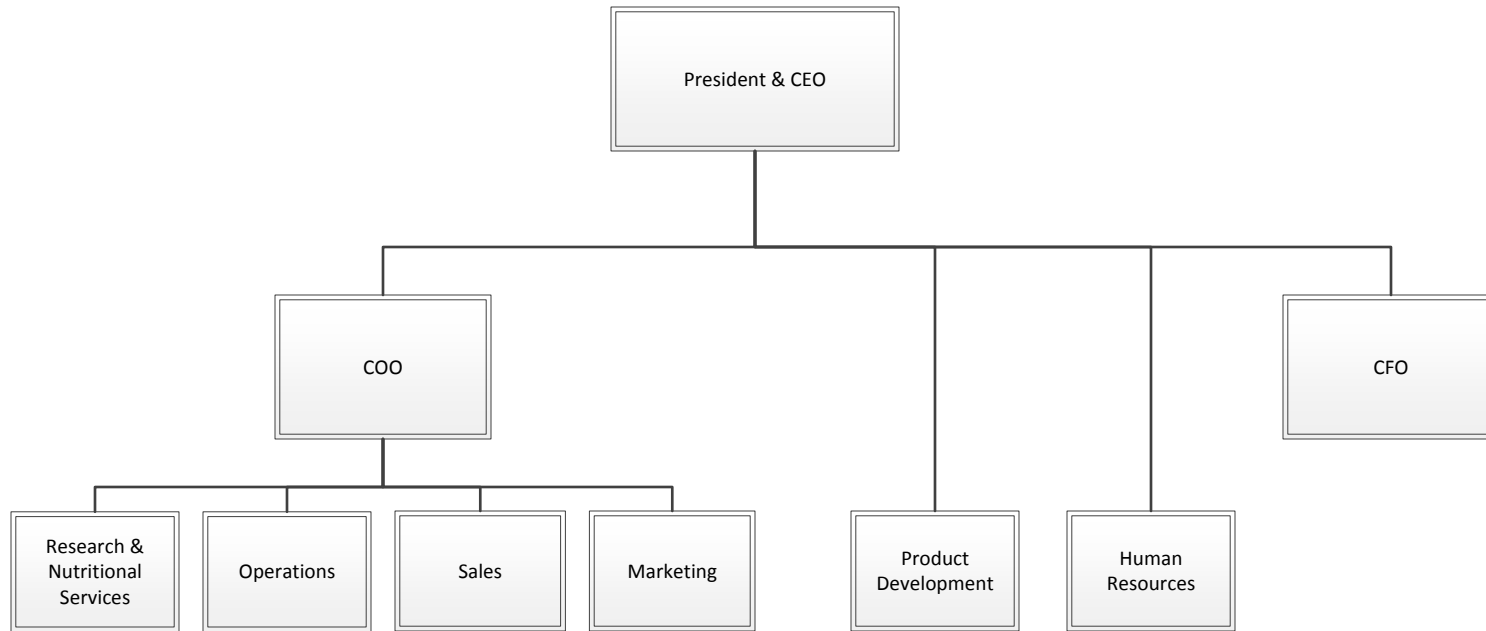 President & CEO
COO
CFO
Research &
Nutritional
Services
Operations
Sales
Marketing
Product
Development
Human
Resources